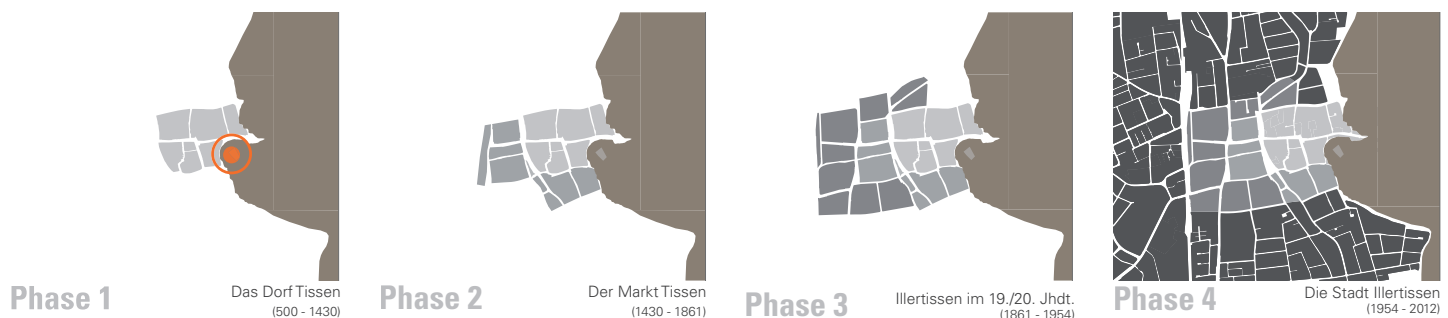 Phase 1
Das Dorf Tissen
(500 - 1430)
Phase 2
Der Markt Tissen
(1430 - 1861)
Phase 3
Illertissen im 19./20. Jhdt.
(1861 - 1954)
Phase 4
Die Stadt Illertissen
(1954 - 2012)